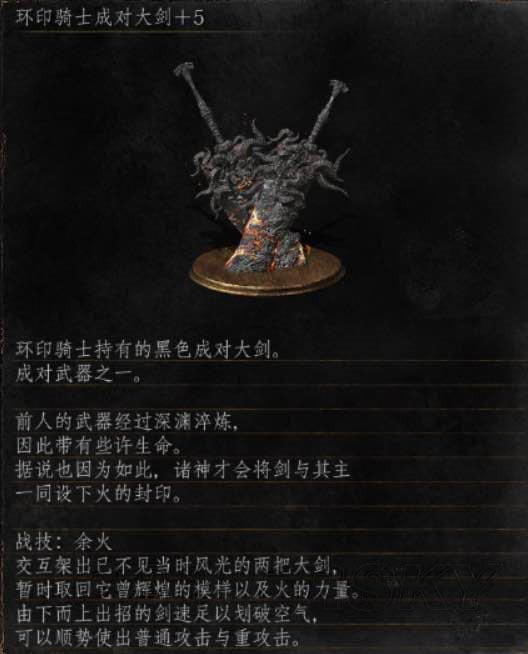 环印骑士成对大剑+5
环印骑士持有的黑色成对大剑。
成对武器之一。
前人的武器经过深渊淬炼，
因此带有些许生命。
据说也因为如此，诸神才会将剑与其主
一同设下火的封印。
战技：余火
交互架出已不见当时风光的两把大剑，
暂时取回它曾辉煌的模样以及火的力量。
由下而上出招的剑速足以划破空气，
可以顺势使出普通攻击与重攻击。